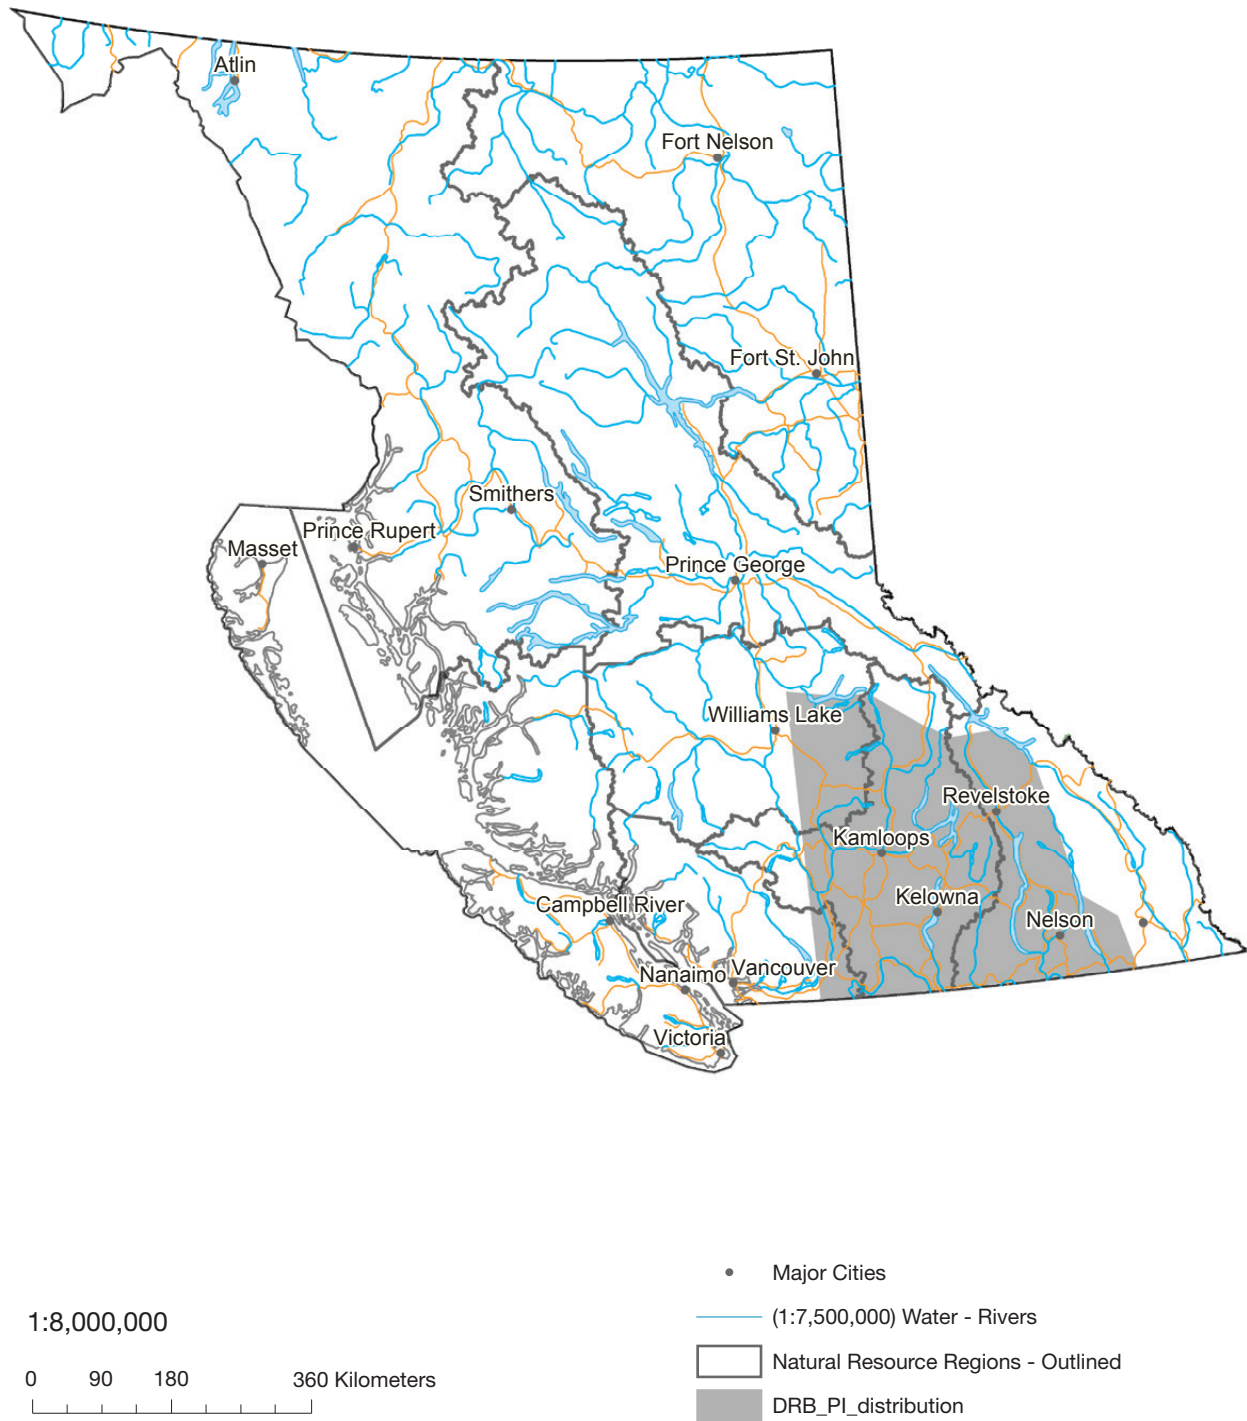 Atlin
Fort Nelson
Fort St. John
Smithers
Prince Rupert
Masset
Prince George
Williams Lake
Revelstoke
Kamloops
Kelowna
Campbell River
Nelson
Vancouver
Nanaimo
Victoria
Major Cities
1:8,000,000
(1:7,500,000) Water - Rivers
Natural Resource Regions - Outlined
0 90 180 360 Kilometers
DRB_PI_distribution